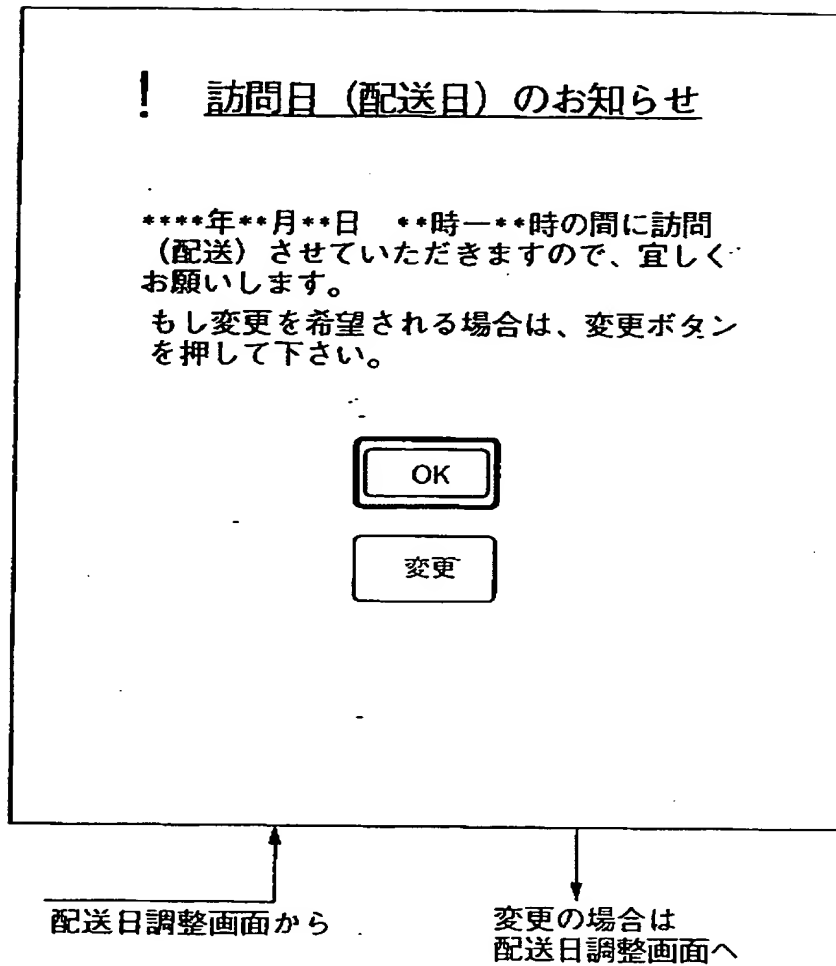 ! 訪問日（配送日）のお知らせ
****年**月**日　**時ー**時の間に訪問
（配送）させていただきますので、宜しく
お願いします。
もし変更を希望される場合は、変更ボタン
を押して下さい。
OK
変更
配送日調整画面から
変更の場合は
配送日調整画面へ